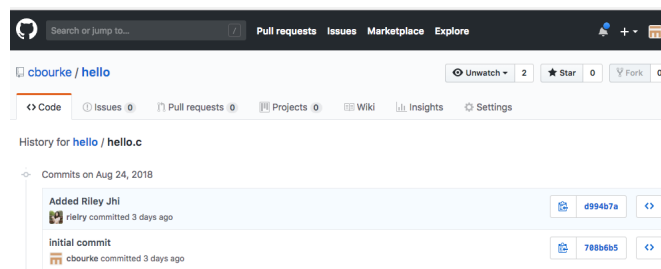 Search or jump to... / Pull requests Issues Marketplace Explore
cbourke / hello Unwatch 2 Star 0 Fork 0
Code Issues 0 Pull requests 0 Projects 0 Wiki Insights Settings
History for hello / hello.c
Commits on Aug 24, 2018
Added Riley Jhi
d994b7a
rielry committed 3 days ago
initial commit
708b6b5
cbourke committed 3 days ago